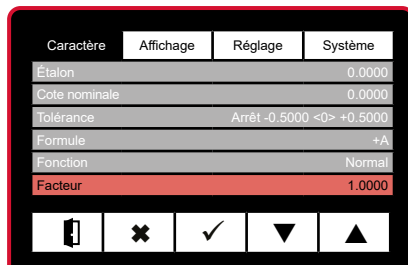 Caractère Affichage Réglage Système
Étalon 0.0000
Cote nominale 0.0000
Tolérance Arrêt -0.5000 <0> +0.5000
Formule +A
Fonction Normal
Facteur 1.0000